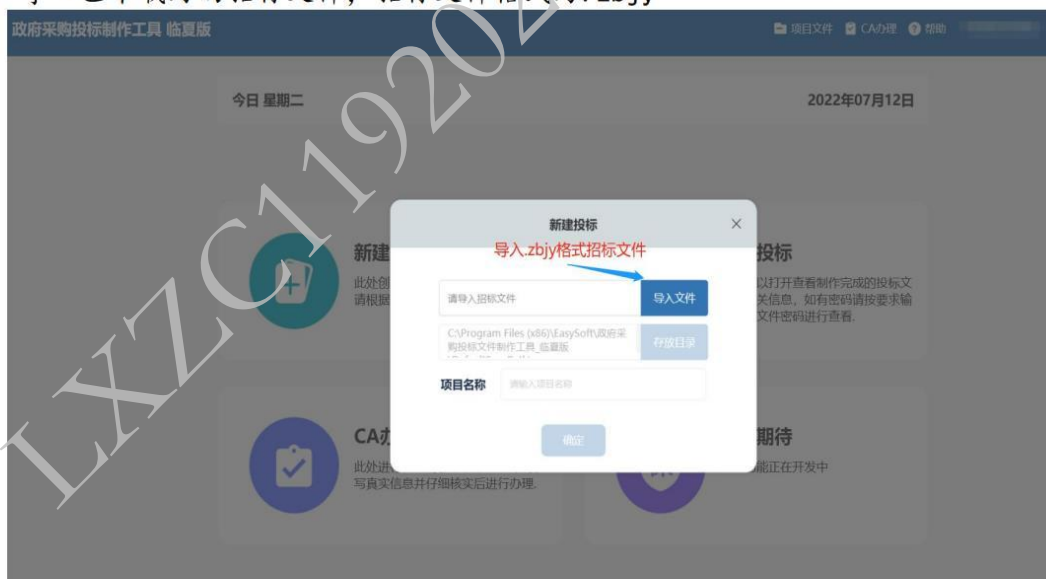 政府采购投标制作工具 临夏版
项目文件 CA办理 帮助
今日 星期二
2022年07月12日
新建投标
导入.zbjy格式招标文件
请导入招标文件
导入文件
C:\Program Files (x86)\EasySoft\政府采
购投标文件制作工具_临夏版
存放目录
项目名称
请输入项目名称
确定
新建
此处创
请根据
投标
以打开查看制作完成的投标文
关信息，如有密码请按要求输
文件密码进行查看.
CA办
此处进
写真实信息并仔细核实后进行办理.
期待
能正在开发中
LXZC119202